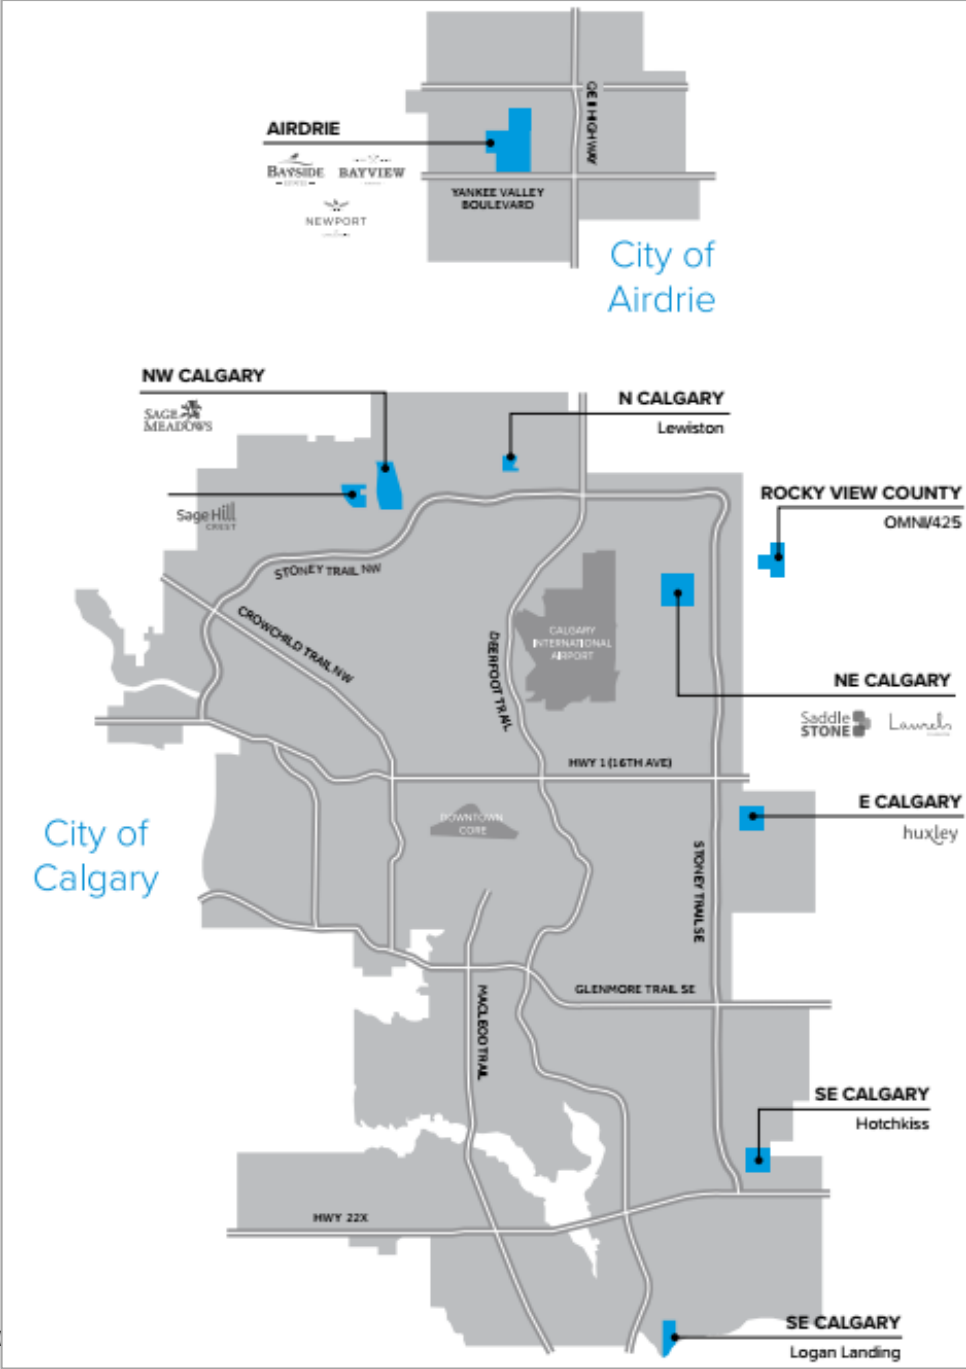 QE II HIGHWAY
AIRDRIE
BAYSIDE
BAYVIEW
NEWPORT
YANKEE VALLEY
BOULEVARD
City of
Airdrie
NW CALGARY
SAGE
MEADOWS
N CALGARY
Lewiston
Sage Hill
CREST
ROCKY VIEW COUNTY
OMNI/425
STONEY TRAIL NW
CROWCHILD TRAIL NW
DEERFOOT TRAIL
CALGARY
INTERNATIONAL
AIRPORT
NE CALGARY
Saddle
STONE
Laurels
HWY 1 (16TH AVE)
E CALGARY
huxley
DOWNTOWN
CORE
City of
Calgary
STONEY TRAIL SE
GLENMORE TRAIL SE
MACLEOD TRAIL
SE CALGARY
Hotchkiss
HWY 22X
SE CALGARY
Logan Landing